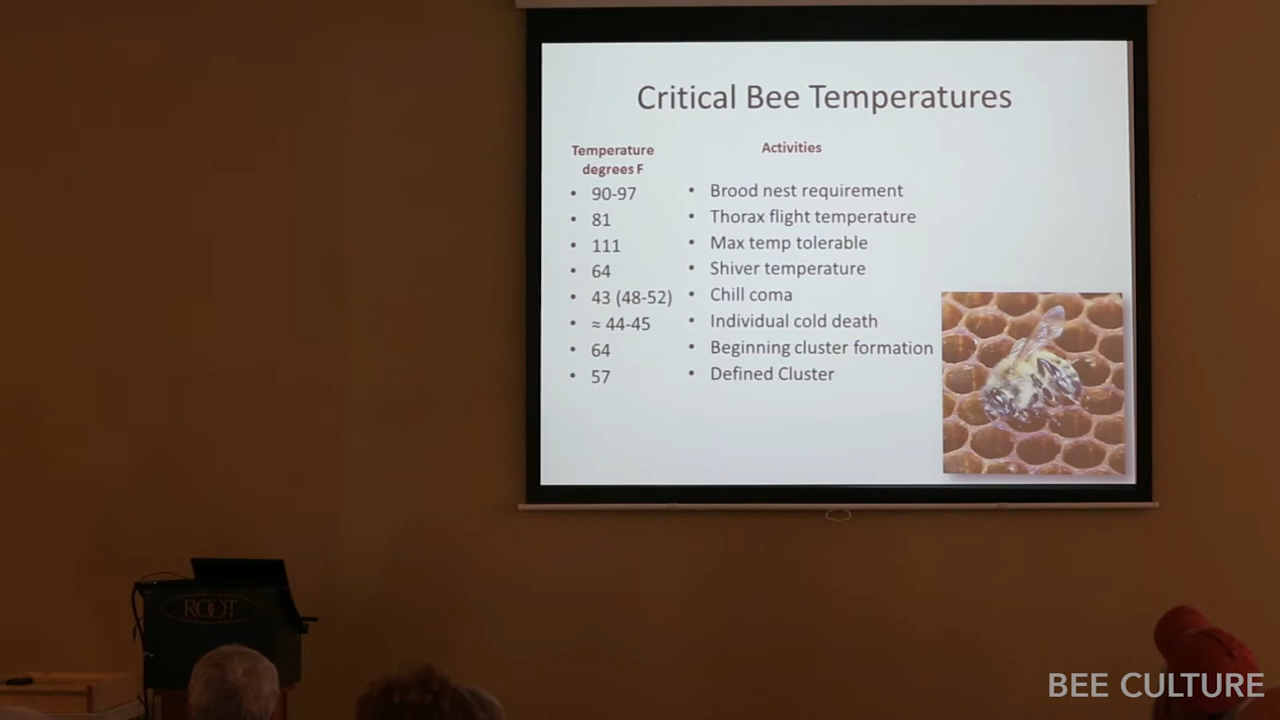 Critical Bee Temperatures
Temperature
degrees F
Activities
• 90-97 • Brood nest requirement
• 81 • Thorax flight temperature
• 111 • Max temp tolerable
• 64 • Shiver temperature
• 43 (48-52) • Chill coma
• ≈ 44-45 • Individual cold death
• 64 • Beginning cluster formation
• 57 • Defined Cluster
ROOT
BEE CULTURE